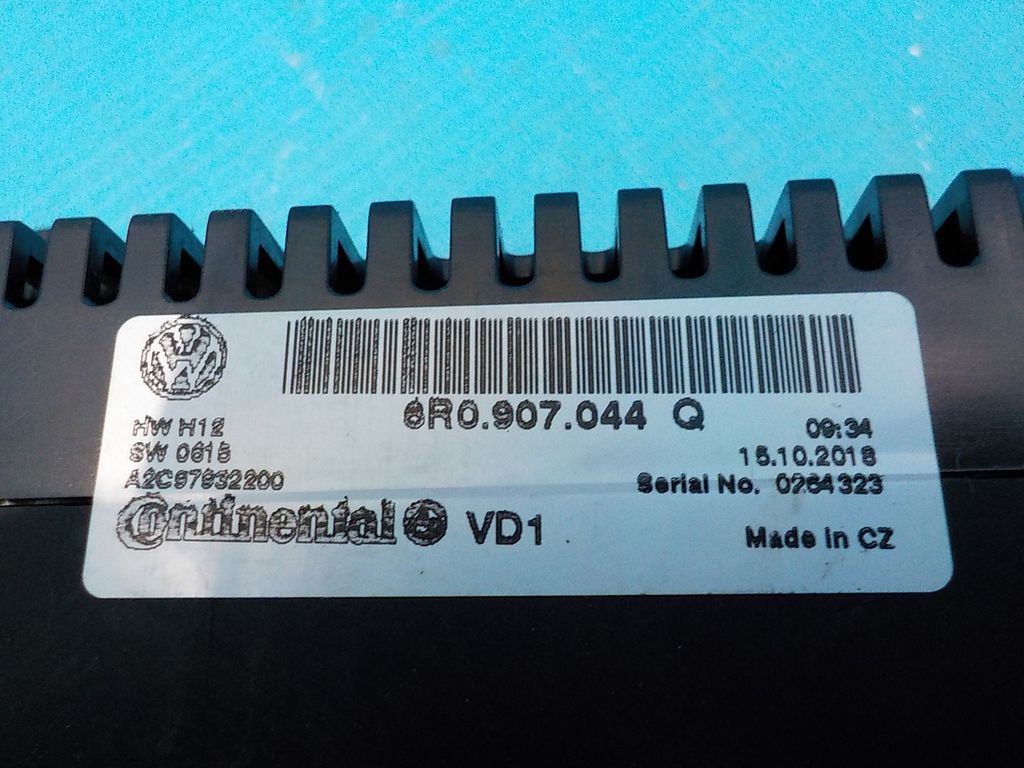 6R0.907.044 Q
HW H12
09:34
SW 0615
15.10.2018
A2C97932200
Serial No. 0264323
Continental VD1
Made in CZ